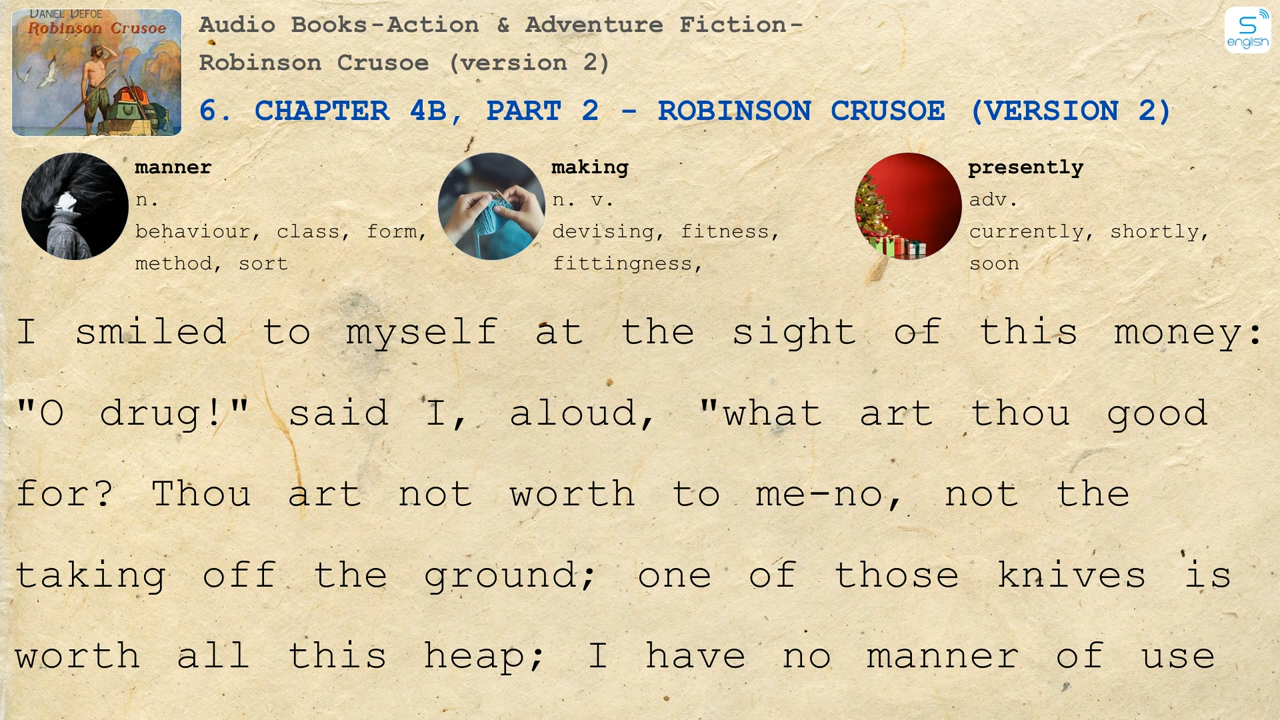 DANIEL DEFOE
Robinson Crusoe
Audio Books-Action & Adventure Fiction-
Robinson Crusoe (version 2)
6. CHAPTER 4B, PART 2 - ROBINSON CRUSOE (VERSION 2)
S
english
manner
n.
behaviour, class, form,
method, sort
making
n. v.
devising, fitness,
fittingness,
presently
adv.
currently, shortly,
soon
I smiled to myself at the sight of this money:
"O drug!" said I, aloud, "what art thou good
for? Thou art not worth to me-no, not the
taking off the ground; one of those knives is
worth all this heap; I have no manner of use